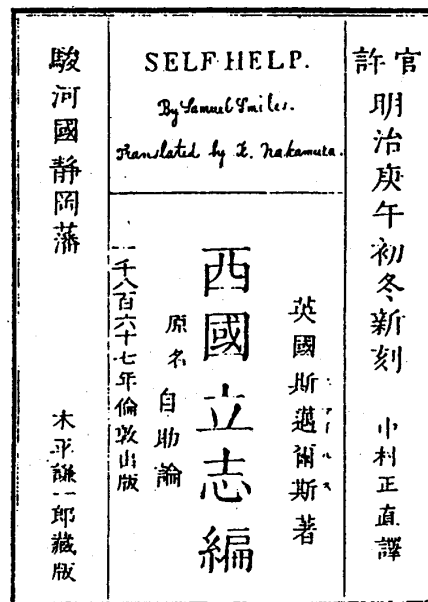 官許
明治庚午初冬新刻 中村正直譯
SELF HELP.
By Samuel Smiles.
Translated by K. Nakamura.
英國斯邁爾斯著
西國立志編
原名 自助論
一千八百六十七年倫敦出版
駿河國靜岡藩 木平謙一郎藏版